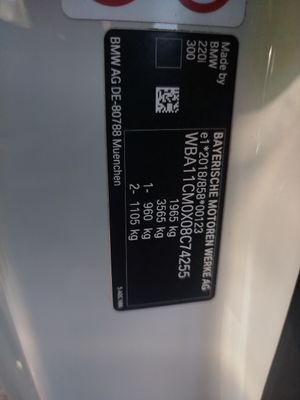 BAYERISCHE MOTOREN WERKE AG
e1*2018/858*00123
WBA11CM0X08C74255
1965 kg
3565 kg
1- 960 kg
2- 1105 kg
Made by
BMW
220i
300
BMW AG DE-80788 Muenchen